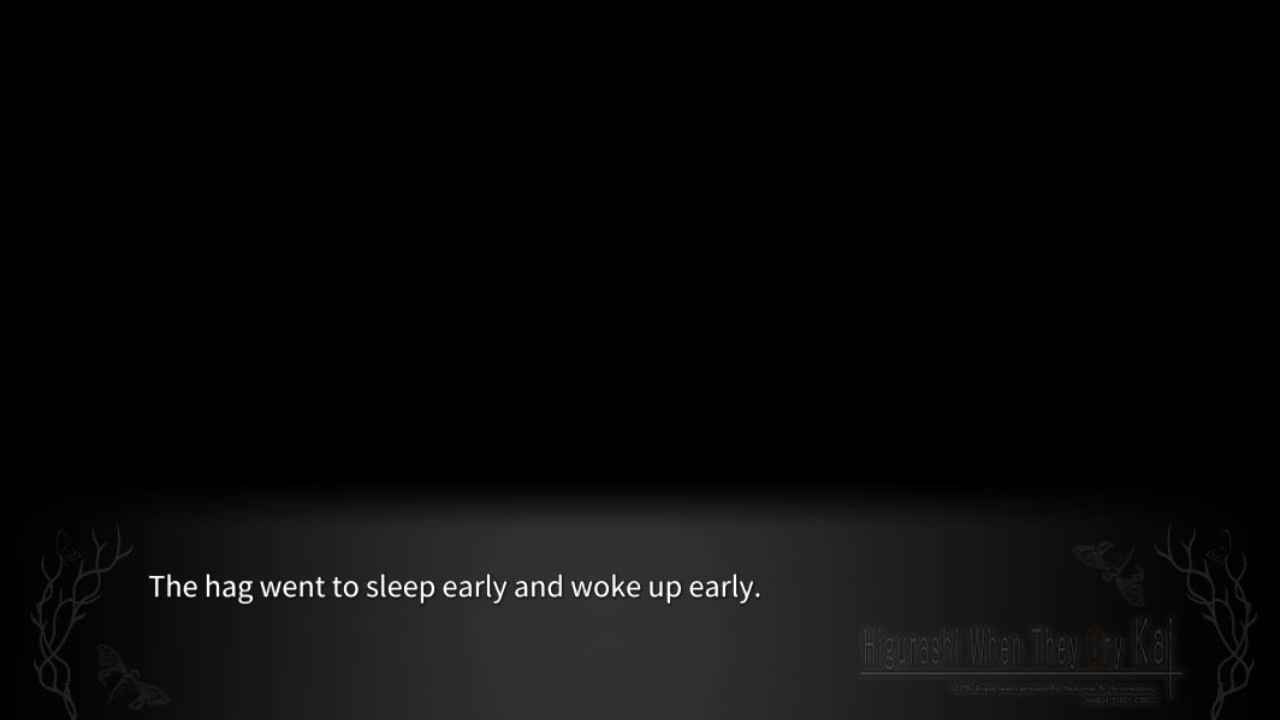 The hag went to sleep early and woke up early.
Higurashi When They Cry Kai